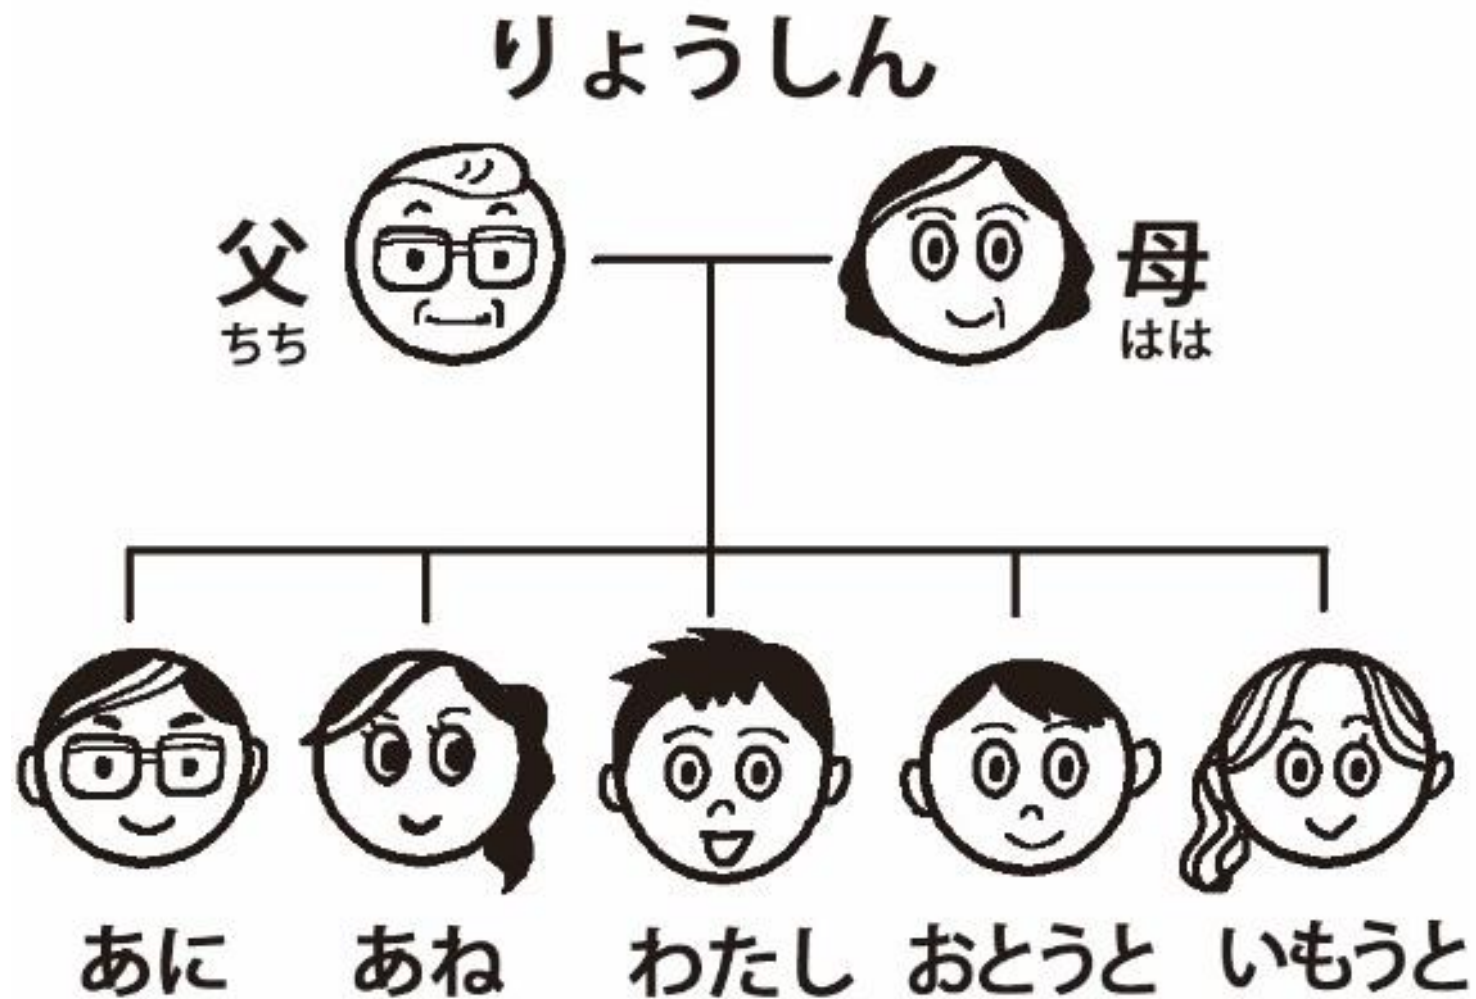 りょうしん
父
ちち
母
はは
あに
あね
わたし
おとうと
いもうと